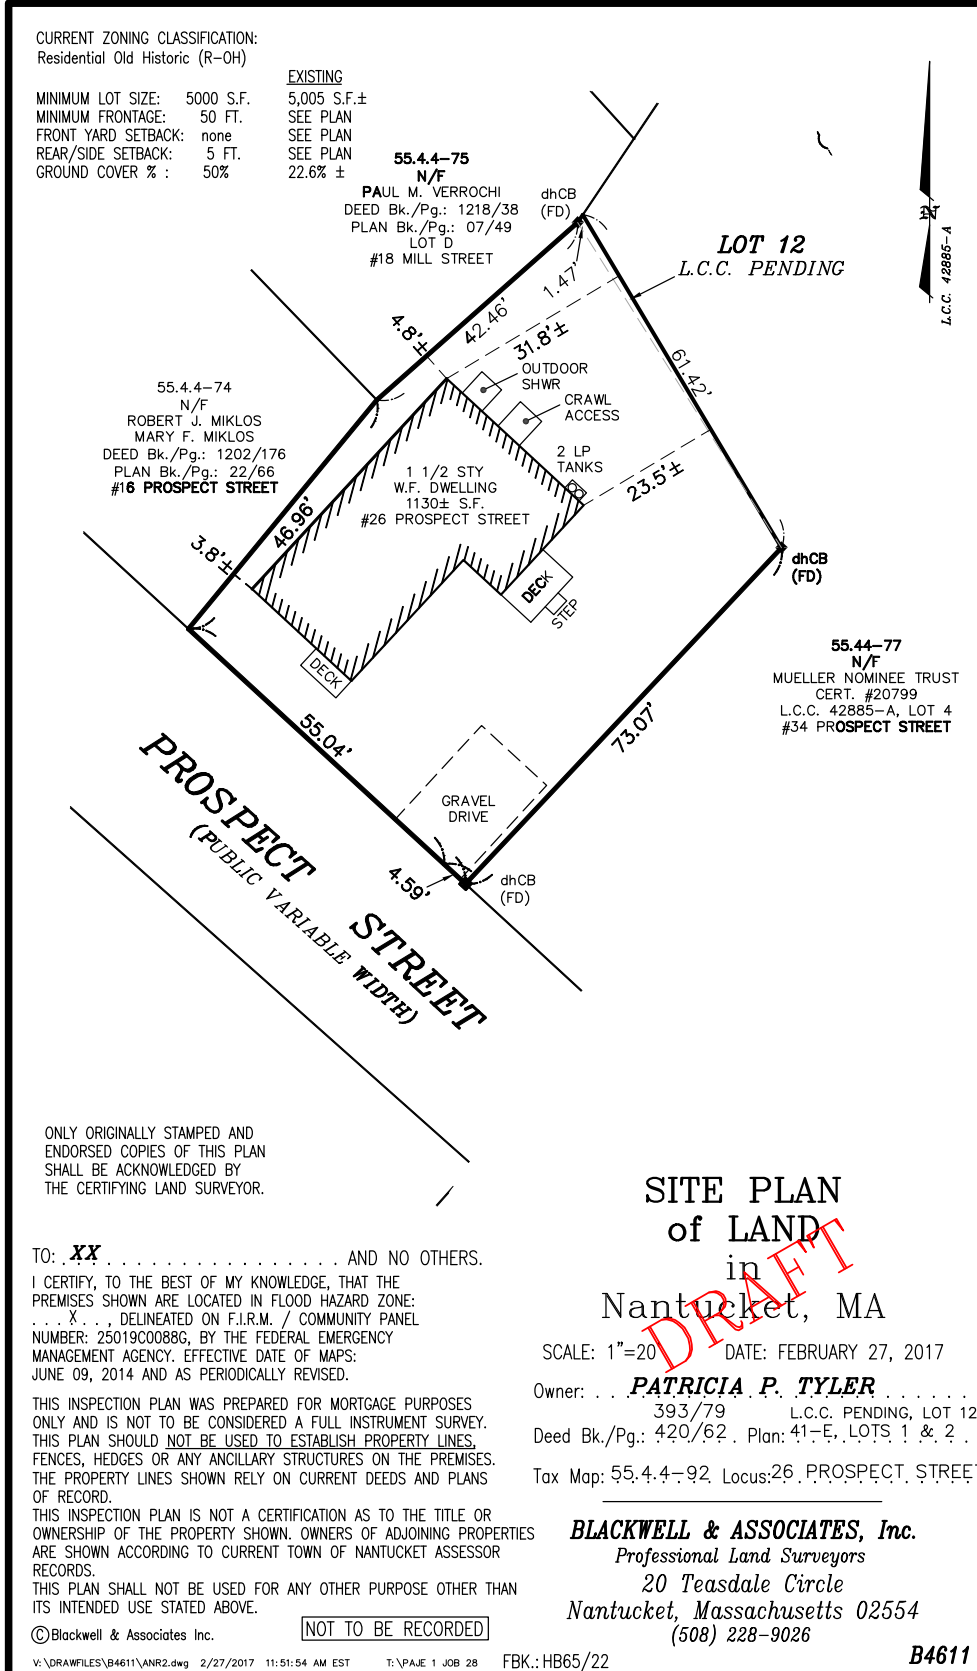 CURRENT ZONING CLASSIFICATION:
Residential Old Historic (R-OH)
EXISTING
MINIMUM LOT SIZE: 5000 S.F. 5,005 S.F.±
MINIMUM FRONTAGE: 50 FT. SEE PLAN
FRONT YARD SETBACK: none SEE PLAN
REAR/SIDE SETBACK: 5 FT. SEE PLAN
GROUND COVER % : 50% 22.6% ±
55.4.4-75
N/F
PAUL M. VERROCHI
DEED Bk./Pg.: 1218/38
PLAN Bk./Pg.: 07/49
LOT D
#18 MILL STREET
dhCB
(FD)
N
L.C.C. 42885-A
LOT 12
L.C.C. PENDING
1.47'
42.46'
4.8'±
31.8'±
61.42'
OUTDOOR
SHWR
CRAWL
ACCESS
2 LP
TANKS
23.5'±
55.4.4-74
N/F
ROBERT J. MIKLOS
MARY F. MIKLOS
DEED Bk./Pg.: 1202/176
PLAN Bk./Pg.: 22/66
#16 PROSPECT STREET
1 1/2 STY
W.F. DWELLING
1130± S.F.
#26 PROSPECT STREET
46.96'
3.8'±
DECK
STEP
DECK
dhCB
(FD)
55.44-77
N/F
MUELLER NOMINEE TRUST
CERT. #20799
L.C.C. 42885-A, LOT 4
#34 PROSPECT STREET
55.04'
73.07'
GRAVEL
DRIVE
4.59'
dhCB
(FD)
PROSPECT STREET
(PUBLIC VARIABLE WIDTH)
ONLY ORIGINALLY STAMPED AND
ENDORSED COPIES OF THIS PLAN
SHALL BE ACKNOWLEDGED BY
THE CERTIFYING LAND SURVEYOR.
TO: . XX . . . . . . . . . . . . . . . . . AND NO OTHERS.
I CERTIFY, TO THE BEST OF MY KNOWLEDGE, THAT THE
PREMISES SHOWN ARE LOCATED IN FLOOD HAZARD ZONE:
. . . X . . , DELINEATED ON F.I.R.M. / COMMUNITY PANEL
NUMBER: 25019C0088G, BY THE FEDERAL EMERGENCY
MANAGEMENT AGENCY. EFFECTIVE DATE OF MAPS:
JUNE 09, 2014 AND AS PERIODICALLY REVISED.
THIS INSPECTION PLAN WAS PREPARED FOR MORTGAGE PURPOSES
ONLY AND IS NOT TO BE CONSIDERED A FULL INSTRUMENT SURVEY.
THIS PLAN SHOULD NOT BE USED TO ESTABLISH PROPERTY LINES,
FENCES, HEDGES OR ANY ANCILLARY STRUCTURES ON THE PREMISES.
THE PROPERTY LINES SHOWN RELY ON CURRENT DEEDS AND PLANS
OF RECORD.
THIS INSPECTION PLAN IS NOT A CERTIFICATION AS TO THE TITLE OR
OWNERSHIP OF THE PROPERTY SHOWN. OWNERS OF ADJOINING PROPERTIES
ARE SHOWN ACCORDING TO CURRENT TOWN OF NANTUCKET ASSESSOR
RECORDS.
THIS PLAN SHALL NOT BE USED FOR ANY OTHER PURPOSE OTHER THAN
ITS INTENDED USE STATED ABOVE.
©Blackwell & Associates Inc.
NOT TO BE RECORDED
V:\DRAWFILES\B4611\ANR2.dwg 2/27/2017 11:51:54 AM EST T:\PAJE 1 JOB 28
SITE PLAN
of LAND
in
Nantucket, MA
DRAFT
SCALE: 1"=20' DATE: FEBRUARY 27, 2017
Owner: . . PATRICIA P. TYLER . . . . . . .
393/79 L.C.C. PENDING, LOT 12
Deed Bk./Pg.: 420/62 . . Plan: 41-E, LOTS 1 & 2 . .
Tax Map: 55.4.4-92 Locus: 26 PROSPECT STREET
BLACKWELL & ASSOCIATES, Inc.
Professional Land Surveyors
20 Teasdale Circle
Nantucket, Massachusetts 02554
(508) 228-9026
FBK.: HB65/22
B4611